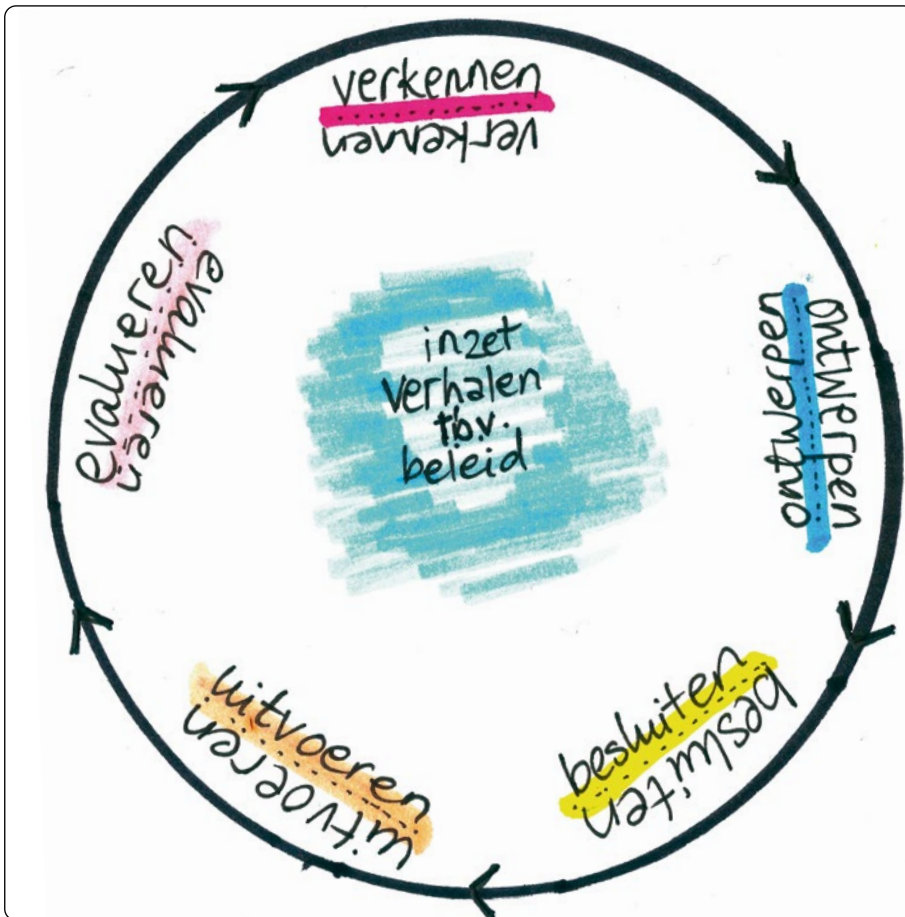 verkennen
verkennen
ontwerpen
ontwerpen
besluiten
besluiten
uitvoeren
uitvoeren
evalueren
evalueren
inzet
verhalen
t.b.v.
beleid